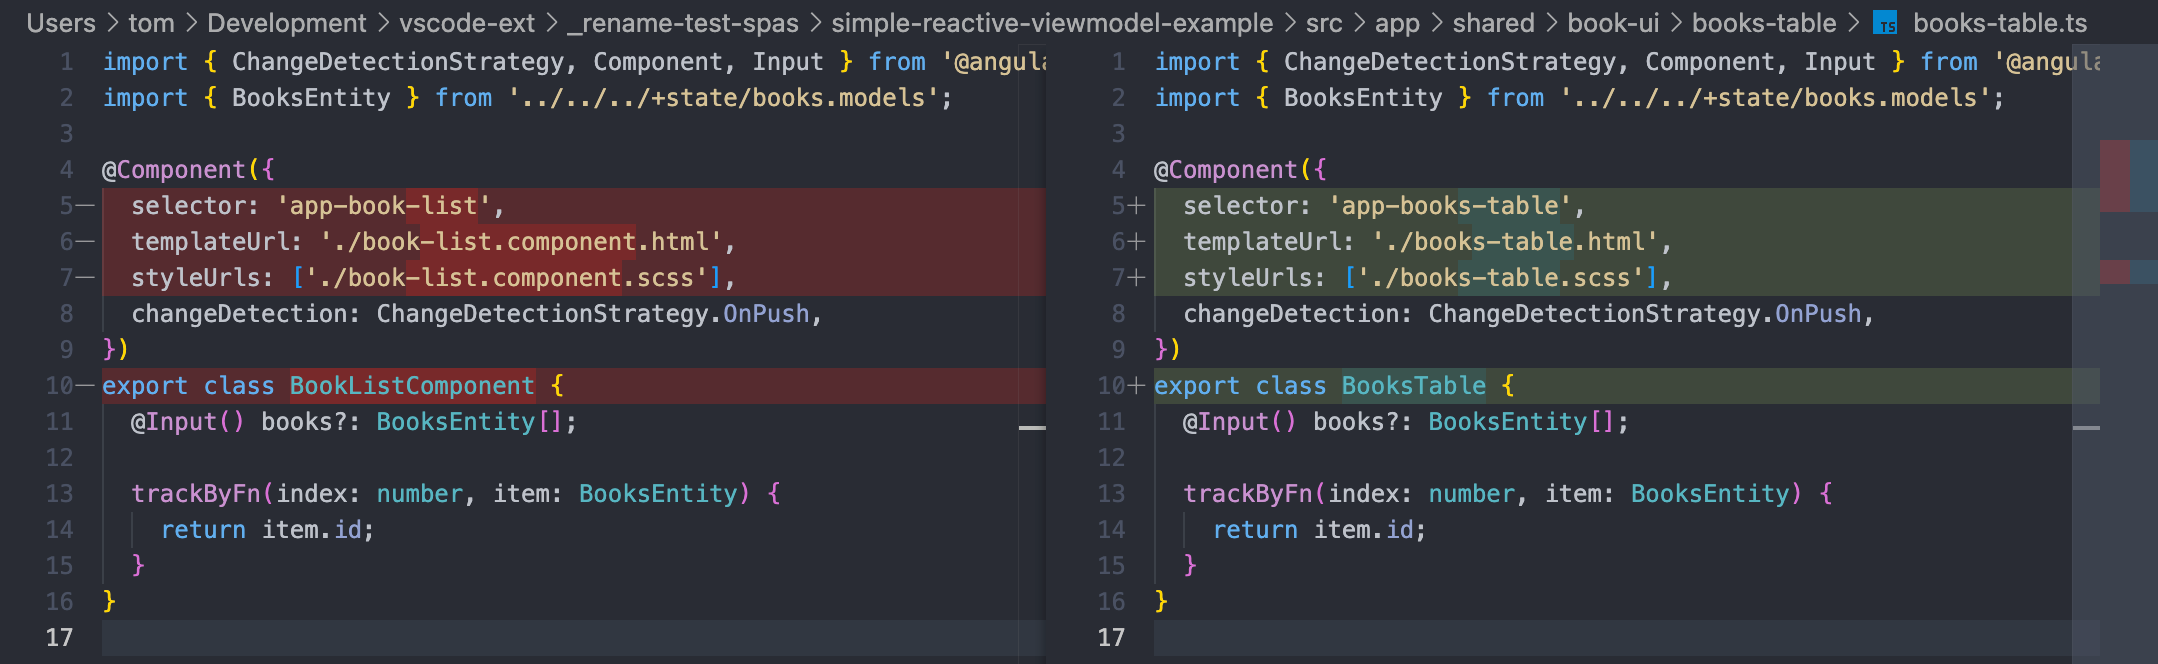 Users > tom > Development > vscode-ext > _rename-test-spas > simple-reactive-viewmodel-example > src > app > shared > book-ui > books-table > TS books-table.ts
1 import { ChangeDetectionStrategy, Component, Input } from '@angula
2 import { BooksEntity } from '../../../+state/books.models';
3
4 @Component({
5— selector: 'app-book-list',
6— templateUrl: './book-list.component.html',
7— styleUrls: ['./book-list.component.scss'],
8 changeDetection: ChangeDetectionStrategy.OnPush,
9 })
10— export class BookListComponent {
11 @Input() books?: BooksEntity[];
12
13 trackByFn(index: number, item: BooksEntity) {
14 return item.id;
15 }
16 }
17
1 import { ChangeDetectionStrategy, Component, Input } from '@angula
2 import { BooksEntity } from '../../../+state/books.models';
3
4 @Component({
5+ selector: 'app-books-table',
6+ templateUrl: './books-table.html',
7+ styleUrls: ['./books-table.scss'],
8 changeDetection: ChangeDetectionStrategy.OnPush,
9 })
10+ export class BooksTable {
11 @Input() books?: BooksEntity[];
12
13 trackByFn(index: number, item: BooksEntity) {
14 return item.id;
15 }
16 }
17